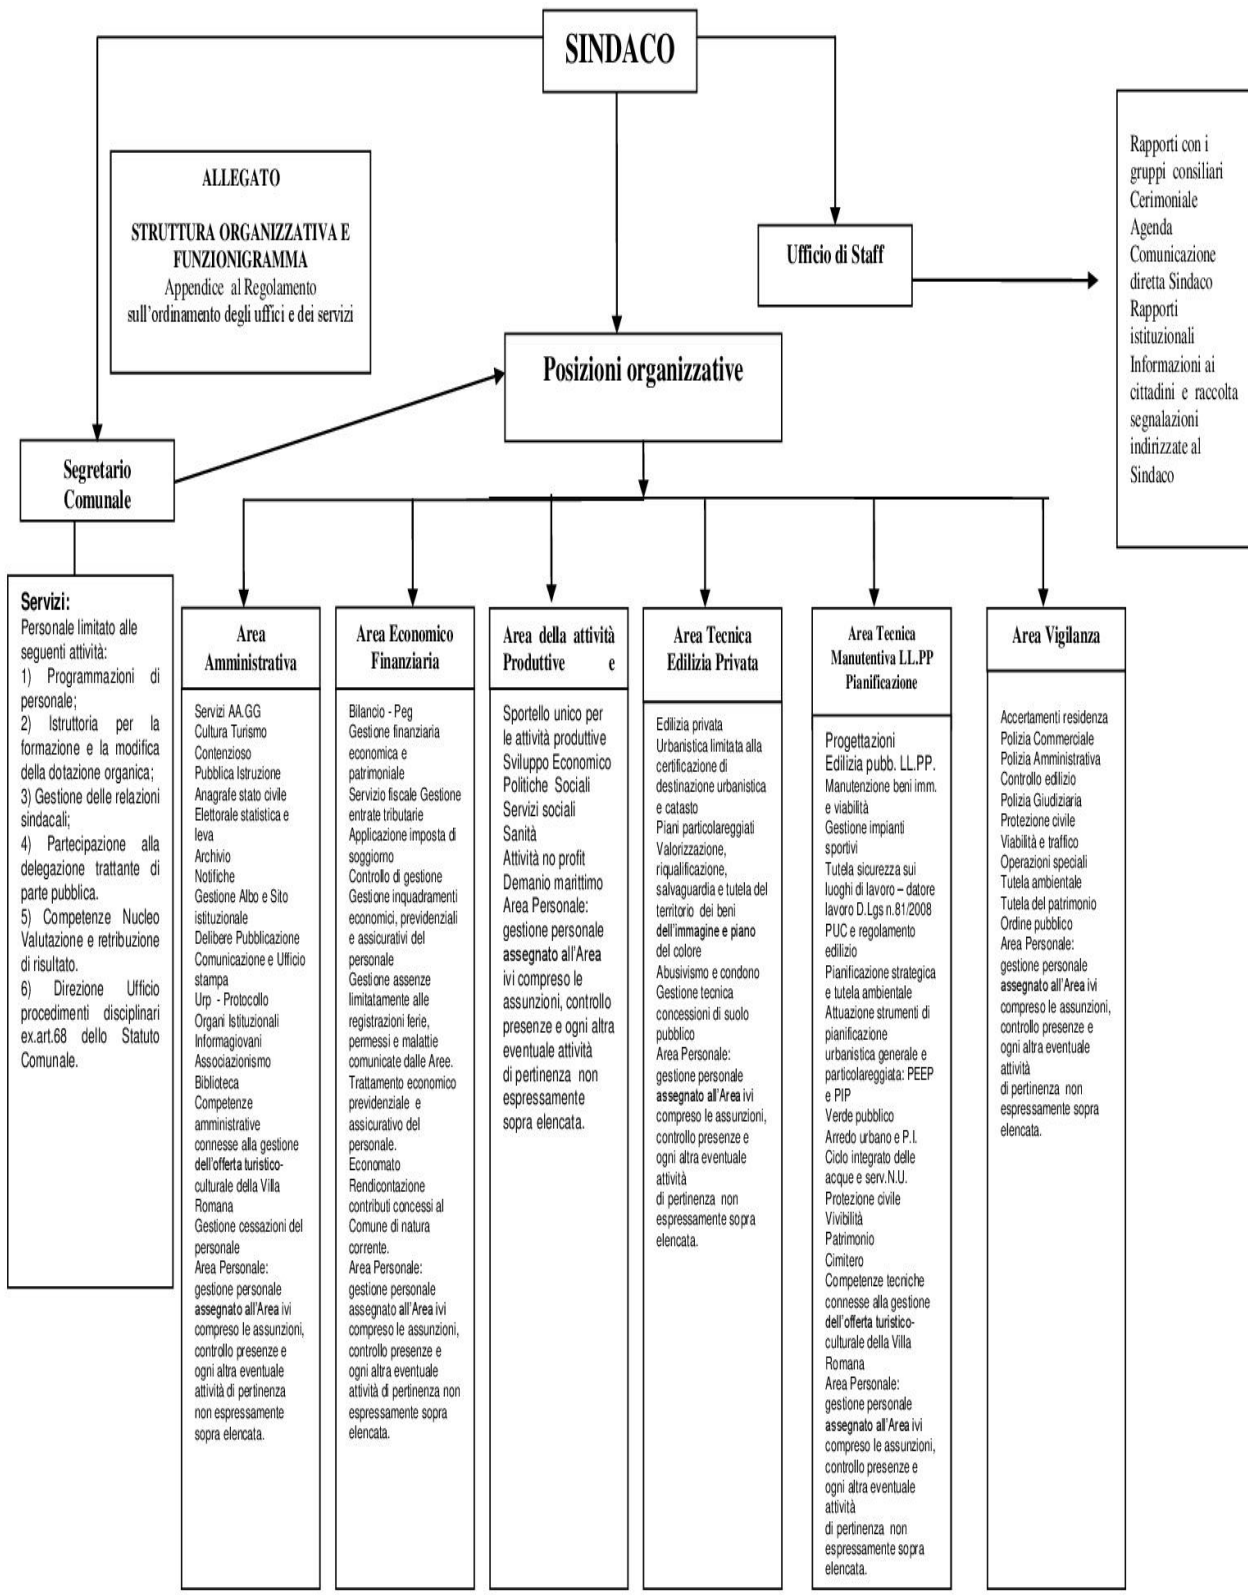 SINDACO
ALLEGATO
STRUTTURA ORGANIZZATIVA E
FUNZIONIGRAMMA
Appendice al Regolamento
sull'ordinamento degli uffici e dei servizi
Ufficio di Staff
Rapporti con i
gruppi consiliari
Cerimoniale
Agenda
Comunicazione
diretta Sindaco
Rapporti
istituzionali
Informazioni ai
cittadini e raccolta
segnalazioni
indirizzate al
Sindaco
Posizioni organizzative
Segretario
Comunale
Servizi:
Personale limitato alle
seguenti attività:
1) Programmazioni di
personale;
2) Istruttoria per la
formazione e la modifica
della dotazione organica;
3) Gestione delle relazioni
sindacali;
4) Partecipazione alla
delegazione trattante di
parte pubblica.
5) Competenze Nucleo
Valutazione e retribuzione
di risultato.
6) Direzione Ufficio
procedimenti disciplinari
ex.art.68 dello Statuto
Comunale.
Area
Amministrativa
Servizi AA.GG
Cultura Turismo
Contenzioso
Pubblica Istruzione
Anagrafe stato civile
Elettorale statistica e
leva
Archivio
Notifiche
Gestione Albo e Sito
istituzionale
Delibere Pubblicazione
Comunicazione e Ufficio
stampa
Urp - Protocollo
Organi Istituzionali
Informagiovani
Associazionismo
Biblioteca
Competenze
amministrative
connesse alla gestione
dell'offerta turistico-
culturale della Villa
Romana
Gestione cessazioni del
personale
Area Personale:
gestione personale
assegnato all'Area ivi
compreso le assunzioni,
controllo presenze e
ogni altra eventuale
attività di pertinenza
non espressamente
sopra elencata.
Area Economico
Finanziaria
Bilancio - Peg
Gestione finanziaria
economica e
patrimoniale
Servizio fiscale Gestione
entrate tributarie
Applicazione imposta di
soggiorno
Controllo di gestione
Gestione inquadramenti
economici, previdenziali
e assicurativi del
personale
Gestione assenze
limitatamente alle
registrazioni ferie,
permessi e malattie
comunicate dalle Aree.
Trattamento economico
previdenziale e
assicurativo del
personale.
Economato
Rendicontazione
contributi concessi al
Comune di natura
corrente.
Area Personale:
gestione personale
assegnato all'Area ivi
compreso le assunzioni,
controllo presenze e
ogni altra eventuale
attività di pertinenza non
espressamente sopra
elencata.
Area della attività
Produttive e
Sportello unico per
le attività produttive
Sviluppo Economico
Politiche Sociali
Servizi sociali
Sanità
Attività no profit
Demanio marittimo
Area Personale:
gestione personale
assegnato all'Area
ivi compreso le
assunzioni, controllo
presenze e ogni altra
eventuale attività
di pertinenza non
espressamente
sopra elencata.
Area Tecnica
Edilizia Privata
Edilizia privata
Urbanistica limitata alla
certificazione di
destinazione urbanistica
e catasto
Piani particolareggiati
Valorizzazione,
riqualificazione,
salvaguardia e tutela del
territorio dei beni
dell'immagine e piano
del colore
Abusivismo e condono
Gestione tecnica
concessioni di suolo
pubblico
Area Personale:
gestione personale
assegnato all'Area ivi
compreso le assunzioni,
controllo presenze e
ogni altra eventuale
attività
di pertinenza non
espressamente sopra
elencata.
Area Tecnica
Manutentiva LL.PP
Pianificazione
Progettazioni
Edilizia pubb. LL.PP.
Manutenzione beni imm.
e viabilità
Gestione impianti
sportivi
Tutela sicurezza sui
luoghi di lavoro – datore
lavoro D.Lgs n.81/2008
PUC e regolamento
edilizio
Pianificazione strategica
e tutela ambientale
Attuazione strumenti di
pianificazione
urbanistica generale e
particolareggiata: PEEP
e PIP
Verde pubblico
Arredo urbano e P.I.
Ciclo integrato delle
acque e serv.N.U.
Protezione civile
Vivibilità
Patrimonio
Cimitero
Competenze tecniche
connesse alla gestione
dell'offerta turistico-
culturale della Villa
Romana
Area Personale:
gestione personale
assegnato all'Area ivi
compreso le assunzioni,
controllo presenze e
ogni altra eventuale
attività
di pertinenza non
espressamente sopra
elencata.
Area Vigilanza
Accertamenti residenza
Polizia Commerciale
Polizia Amministrativa
Controllo edilizio
Polizia Giudiziaria
Protezione civile
Viabilità e traffico
Operazioni speciali
Tutela ambientale
Tutela del patrimonio
Ordine pubblico
Area Personale:
gestione personale
assegnato all'Area ivi
compreso le assunzioni,
controllo presenze e
ogni altra eventuale
attività
di pertinenza non
espressamente sopra
elencata.